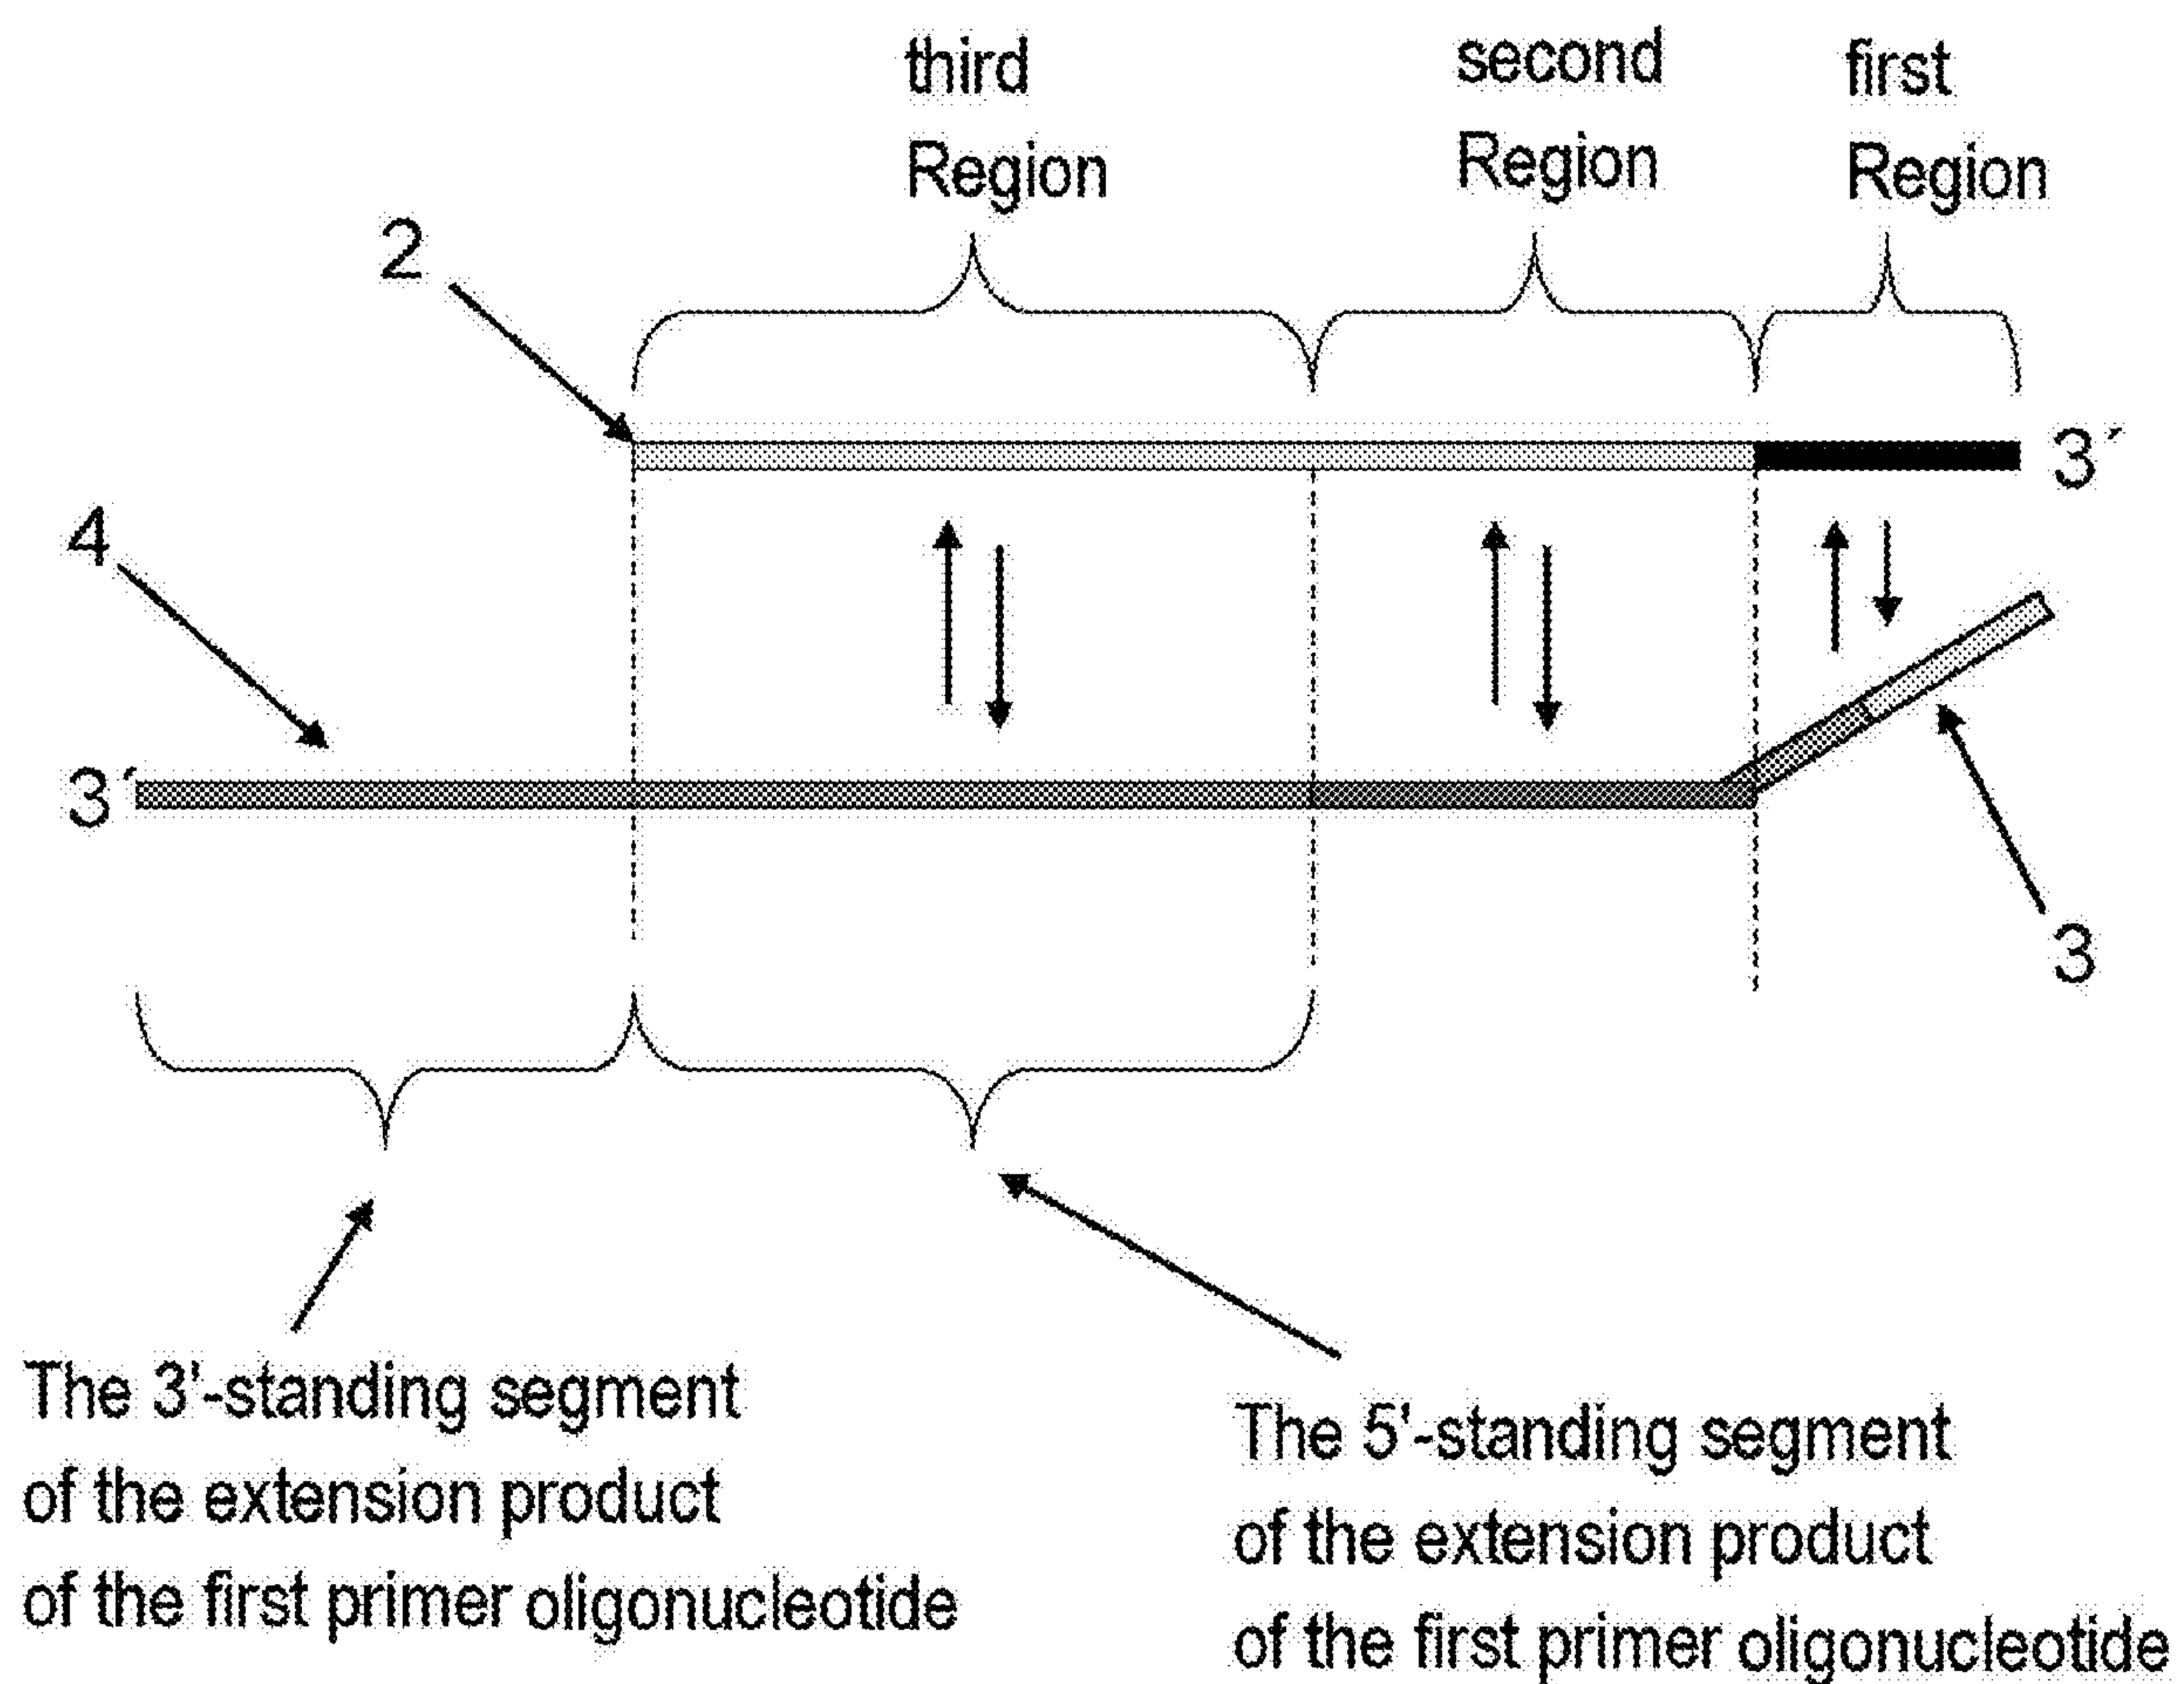 third
Region
second
Region
first
Region
2
3´
4
3´
3
The 3'-standing segment
of the extension product
of the first primer oligonucleotide
The 5'-standing segment
of the extension product
of the first primer oligonucleotide